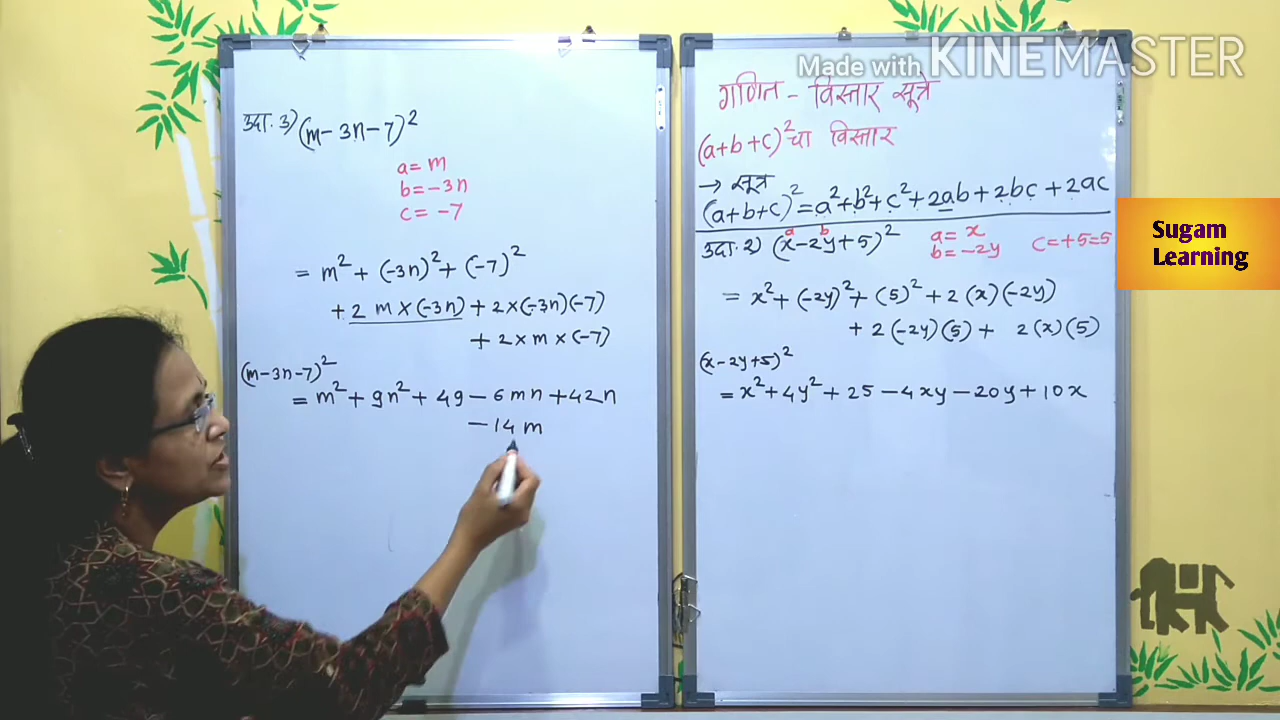 उदा. 3) (m - 3n - 7)²
a = m
b = -3n
c = -7
= m² + (-3n)² + (-7)²
+ 2 m × (-3n) + 2 × (-3n)(-7)
+ 2 × m × (-7)
(m - 3n - 7)²
= m² + 9n² + 49 - 6mn + 42n
- 14 m
Made with KINEMASTER
गणित - विस्तार सूत्रे
(a+b+c)² चा विस्तार
→ सूत्र
(a+b+c)² = a² + b² + c² + 2ab + 2bc + 2ac
उदा. २) (x - 2y + 5)²
a b
a = x
b = -2y
c = +5 = 5
= x² + (-2y)² + (5)² + 2 (x) (-2y)
+ 2 (-2y) (5) + 2 (x) (5)
(x - 2y + 5)²
= x² + 4y² + 25 - 4xy - 20y + 10x
Sugam
Learning